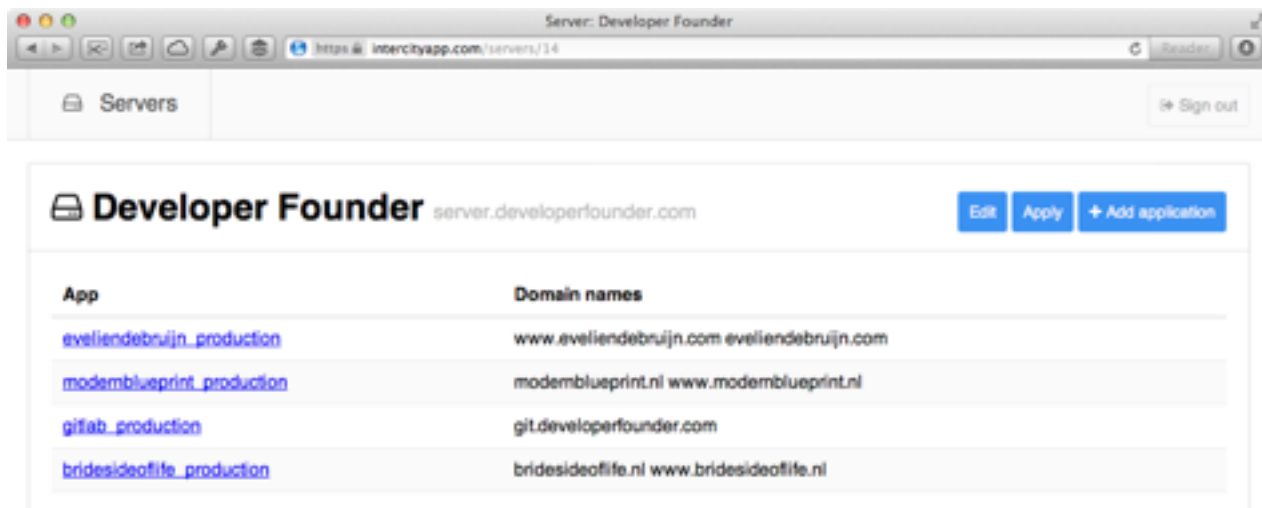 Server: Developer Founder
https intercityapp.com/servers/14 Reader
Servers Sign out
Developer Founder server.developerfounder.com Edit Apply + Add application
App Domain names
eveliendebruijn_production www.eveliendebruijn.com eveliendebruijn.com
modernblueprint_production modernblueprint.nl www.modernblueprint.nl
gitlab_production git.developerfounder.com
bridesideoflife_production bridesideoflife.nl www.bridesideoflife.nl